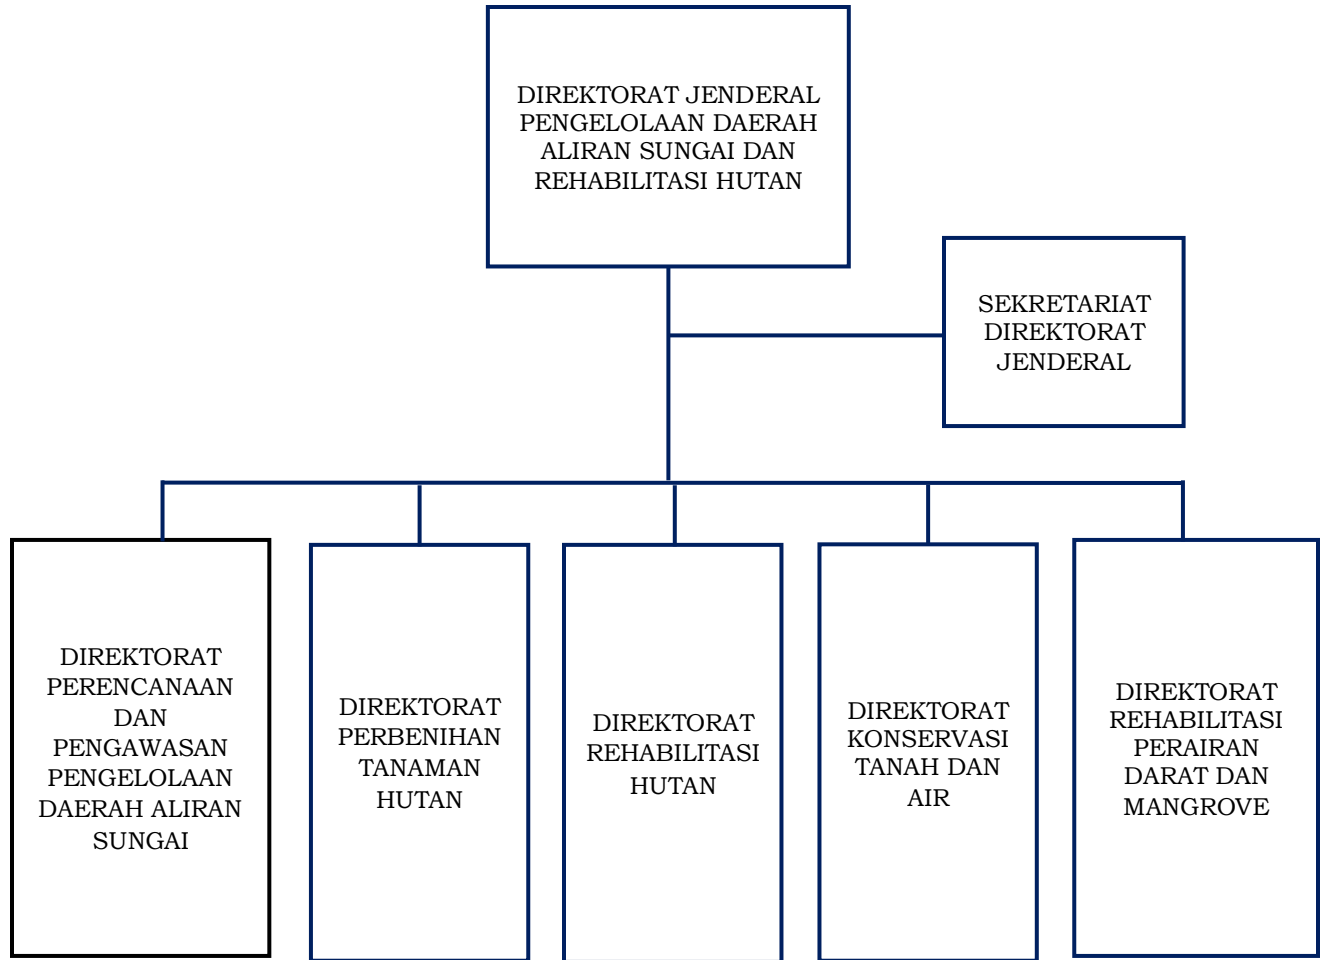 DIREKTORAT JENDERAL
PENGELOLAAN DAERAH
ALIRAN SUNGAI DAN
REHABILITASI HUTAN
SEKRETARIAT
DIREKTORAT
JENDERAL
DIREKTORAT
PERENCANAAN
DAN
PENGAWASAN
PENGELOLAAN
DAERAH ALIRAN
SUNGAI
DIREKTORAT
PERBENIHAN
TANAMAN
HUTAN
DIREKTORAT
REHABILITASI
HUTAN
DIREKTORAT
KONSERVASI
TANAH DAN
AIR
DIREKTORAT
REHABILITASI
PERAIRAN
DARAT DAN
MANGROVE